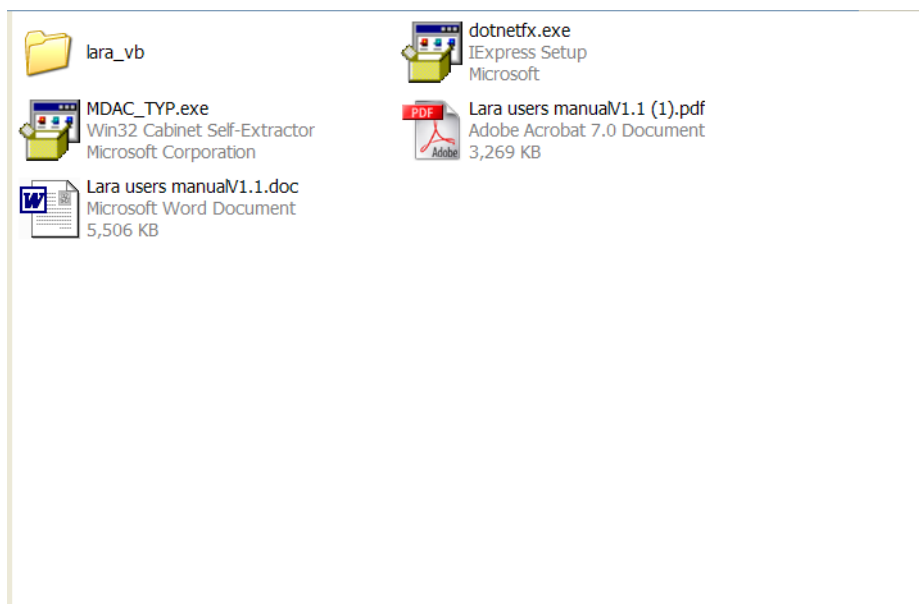 lara_vb
dotnetfx.exe
IExpress Setup
Microsoft
MDAC_TYP.exe
Win32 Cabinet Self-Extractor
Microsoft Corporation
PDF
Adobe
Lara users manualV1.1 (1).pdf
Adobe Acrobat 7.0 Document
3,269 KB
W
Lara users manualV1.1.doc
Microsoft Word Document
5,506 KB